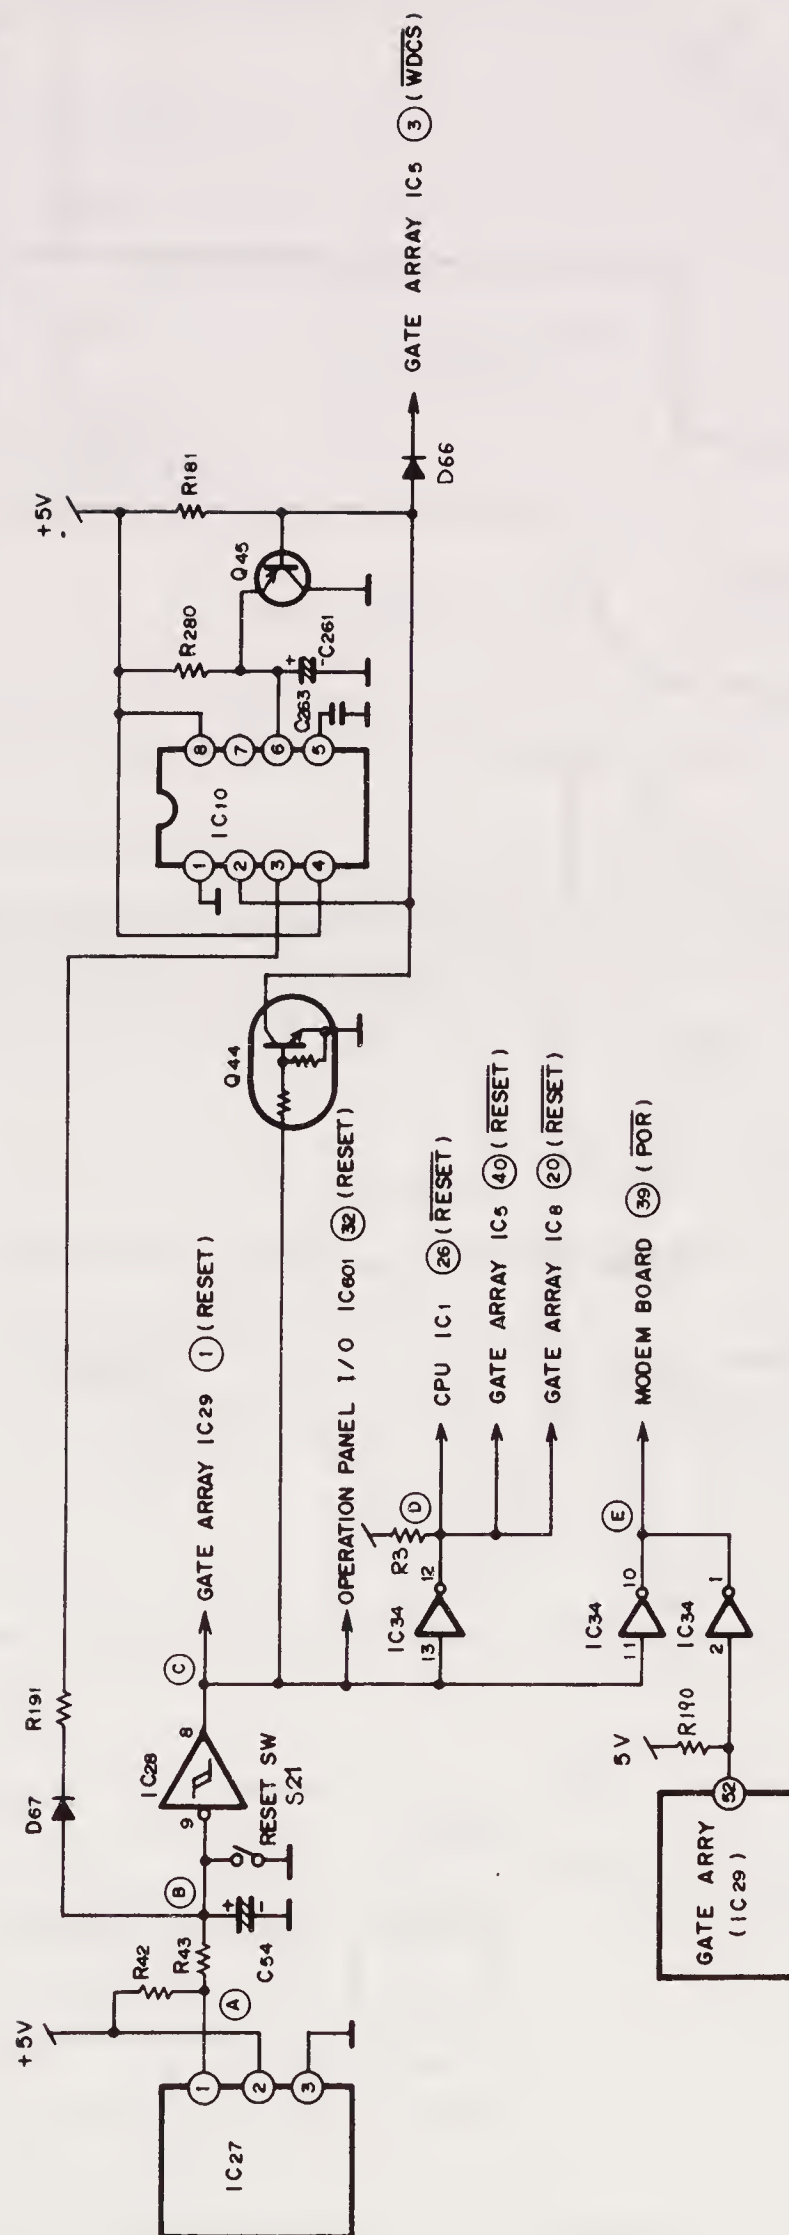 +5V
IC27
1
2
3
R42
R43
A
B
C54
+
-
RESET SW
S21
9
IC28
8
C
D67
R191
GATE ARRAY IC29 1 (RESET)
OPERATION PANEL I/O IC601 32 (RESET)
Q44
IC10
1
2
3
4
8
7
6
5
+5V
R280
R181
Q45
C263
+
-
C261
D66
GATE ARRAY IC5 3 (WDCS)
IC34
13
12
R3
D
CPU IC1 26 (RESET)
GATE ARRAY IC5 40 (RESET)
GATE ARRAY IC8 20 (RESET)
IC34
11
10
E
MODEM BOARD 39 (POR)
IC34
2
1
5V
R190
52
GATE ARRY
(IC29)